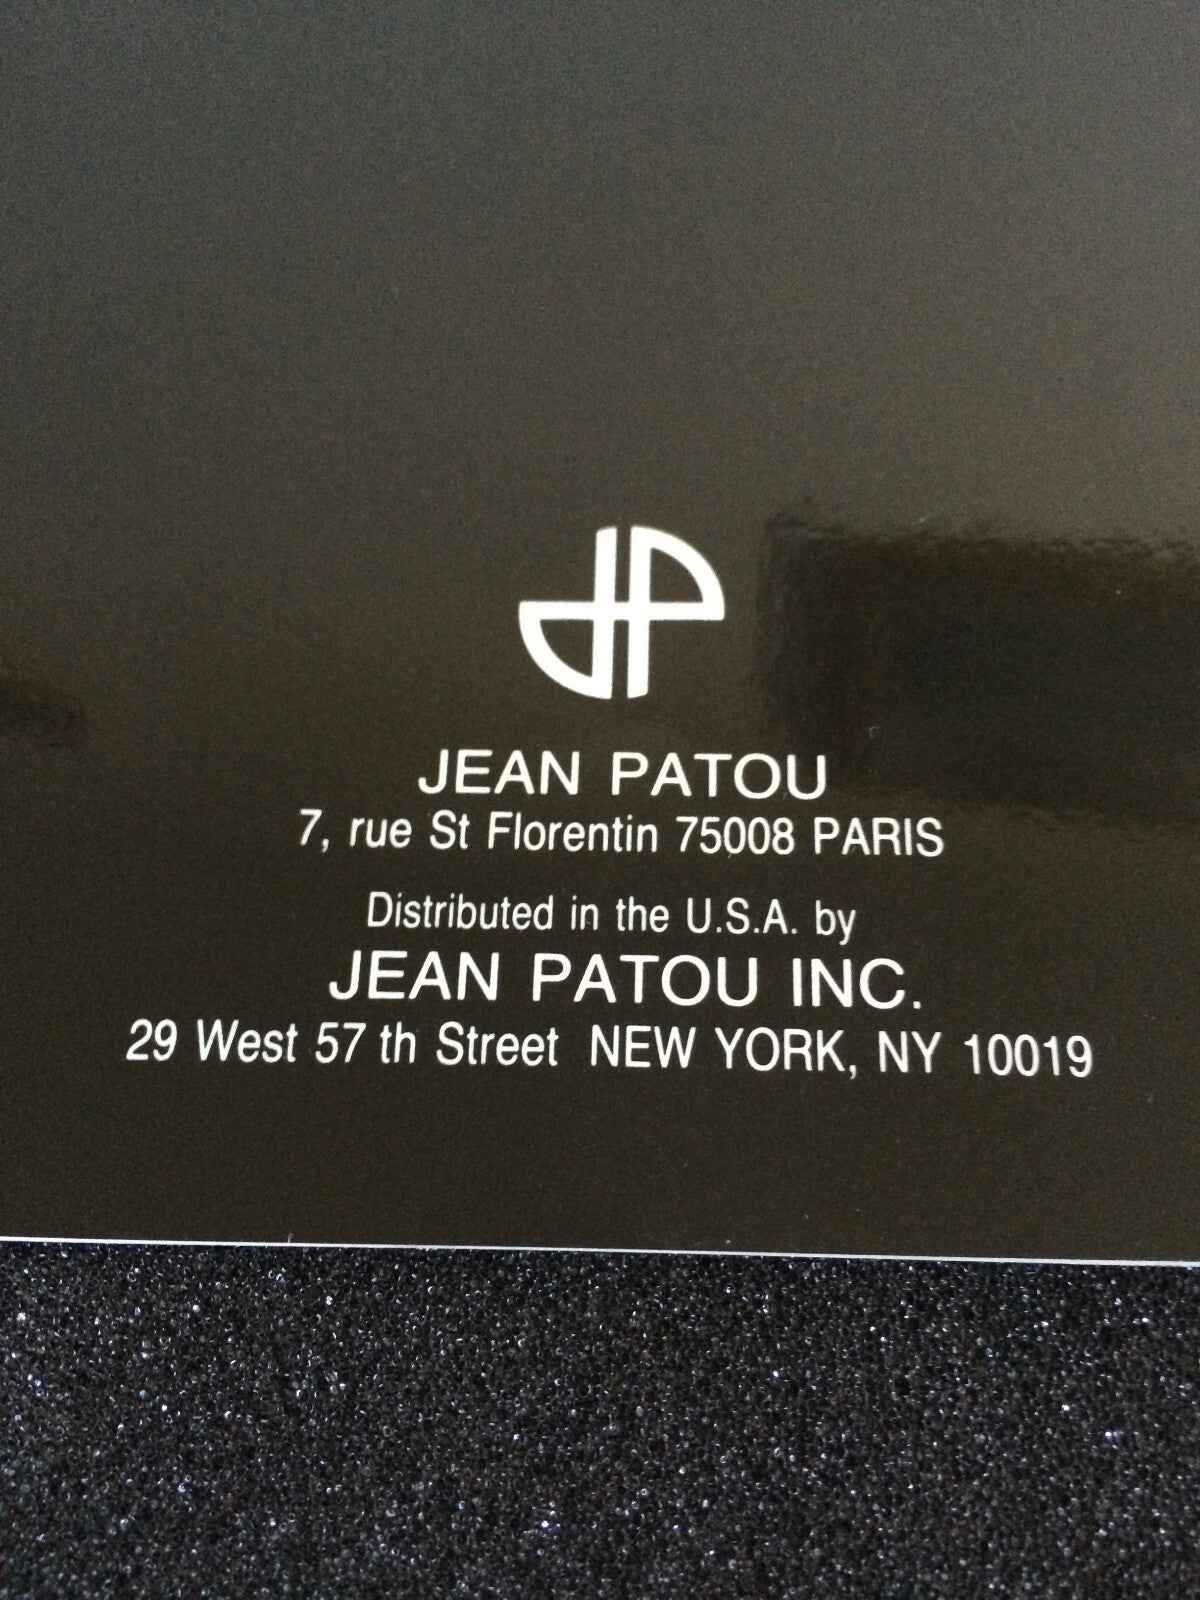 JP
JEAN PATOU
7, rue St Florentin 75008 PARIS
Distributed in the U.S.A. by
JEAN PATOU INC.
29 West 57 th Street NEW YORK, NY 10019